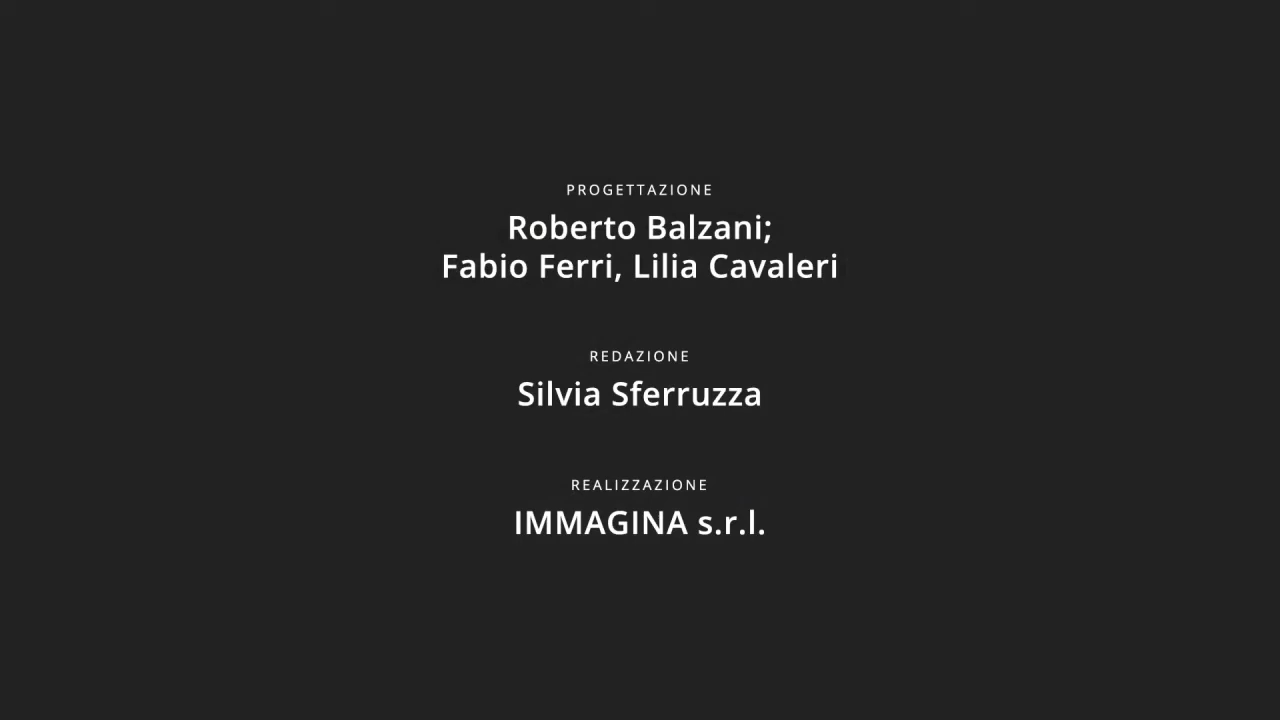 PROGETTAZIONE
Roberto Balzani;
Fabio Ferri, Lilia Cavaleri
REDAZIONE
Silvia Sferruzza
REALIZZAZIONE
IMMAGINA s.r.l.